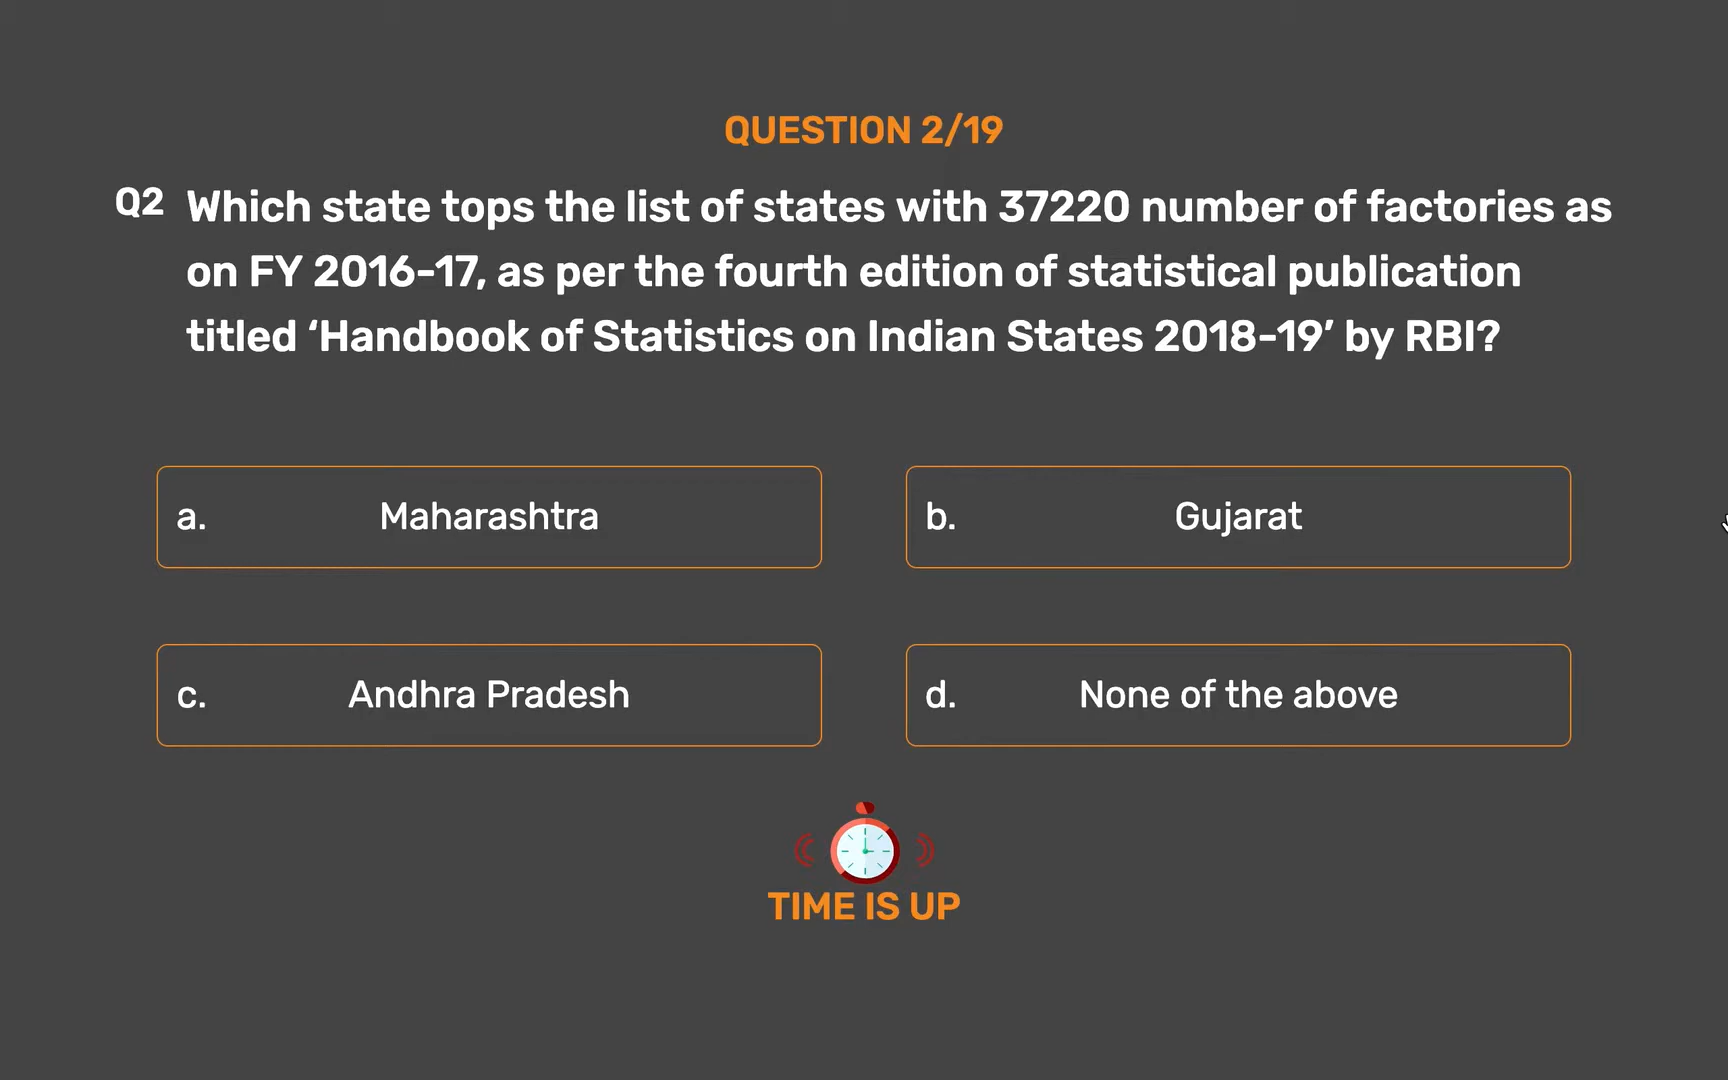 QUESTION 2/19
Q2 Which state tops the list of states with 37220 number of factories as
on FY 2016-17, as per the fourth edition of statistical publication
titled ‘Handbook of Statistics on Indian States 2018-19’ by RBI?
a. Maharashtra
b. Gujarat
c. Andhra Pradesh
d. None of the above
TIME IS UP